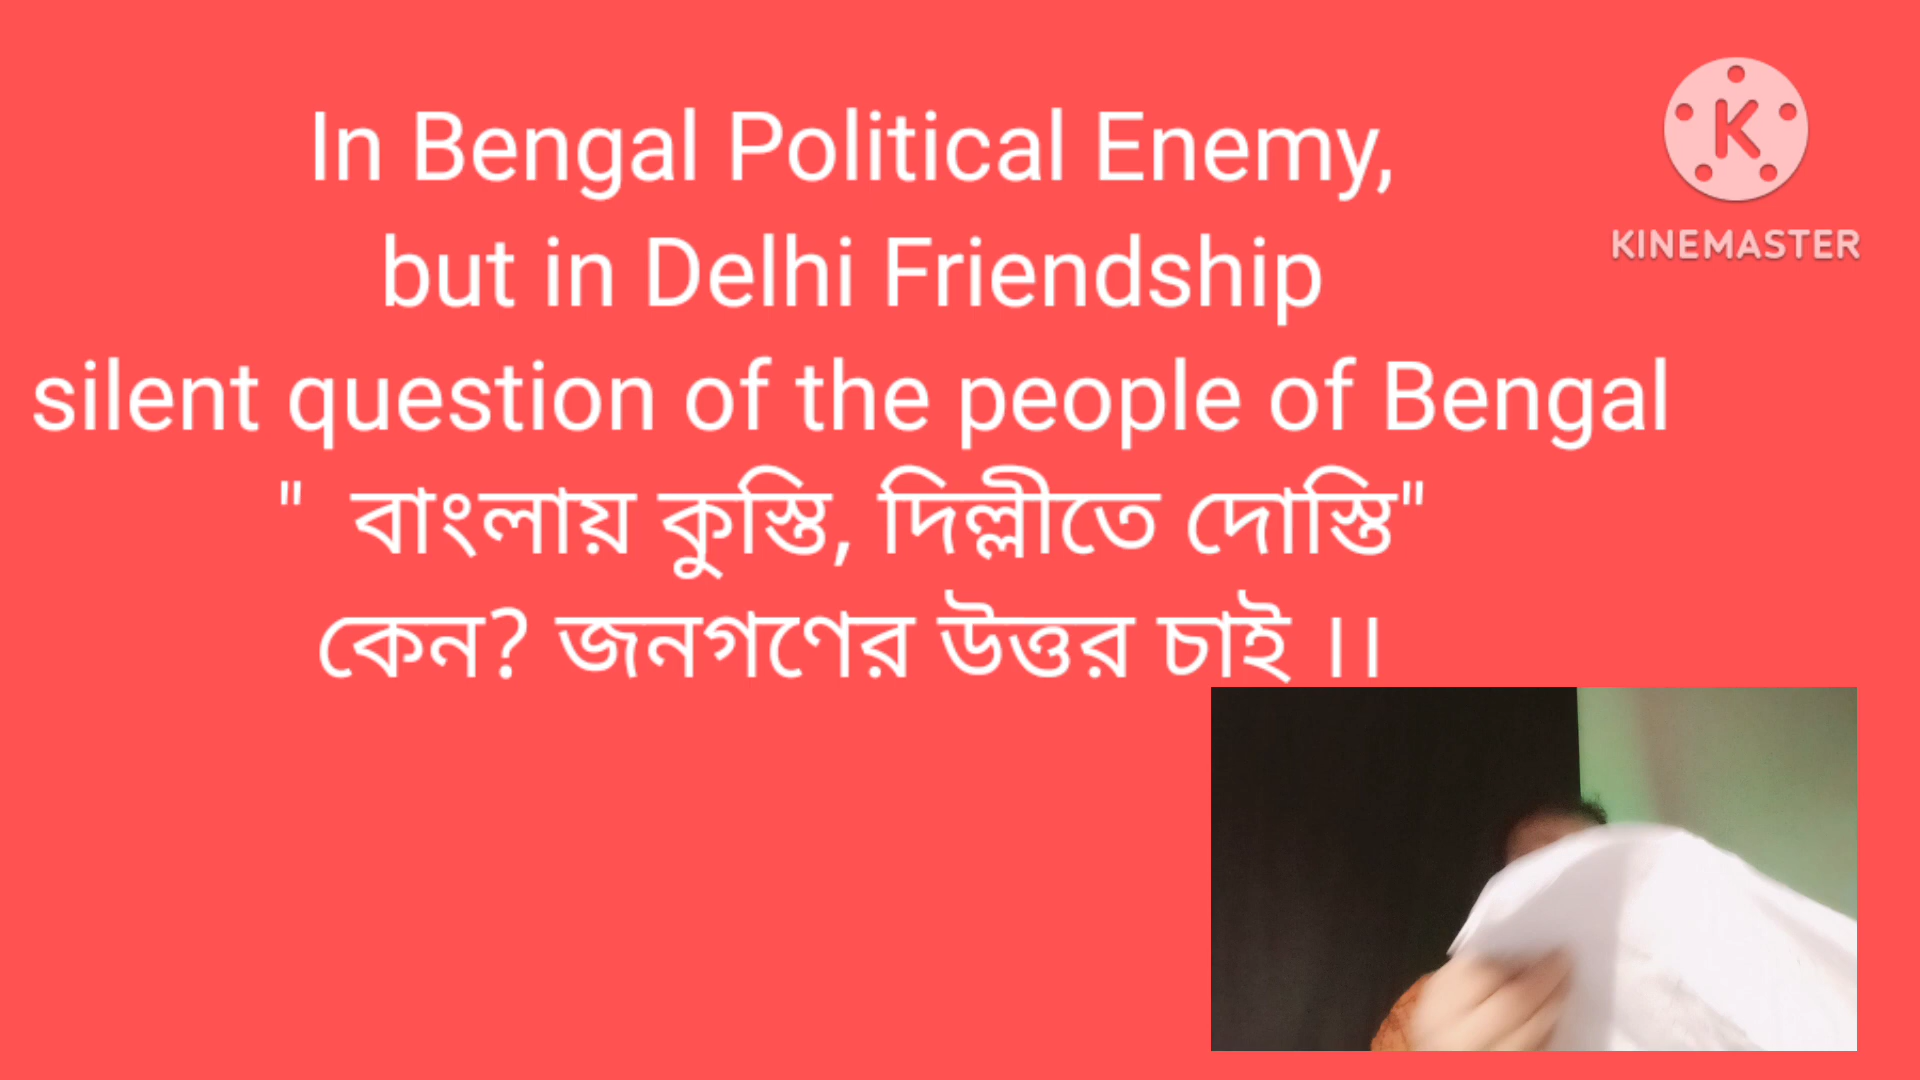 In Bengal Political Enemy,
but in Delhi Friendship
silent question of the people of Bengal
" বাংলায় কুস্তি, দিল্লীতে দোস্তি"
কেন? জনগণের উত্তর চাই ।।
K
KINEMASTER